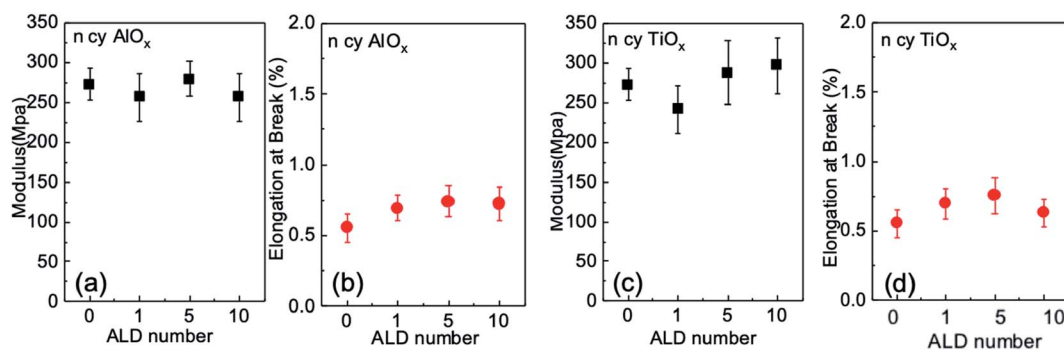 n cy AlOx
Modulus(Mpa)
350
300
250
200
150
100
50
0
(a)
0 1 5 10
ALD number
n cy AlOx
Elongation at Break (%)
2.0
1.5
1.0
0.5
0.0
(b)
0 1 5 10
ALD number
n cy TiOx
Modulus(Mpa)
350
300
250
200
150
100
50
0
(c)
0 1 5 10
ALD number
n cy TiOx
Elongation at Break (%)
2.0
1.5
1.0
0.5
0.0
(d)
0 1 5 10
ALD number